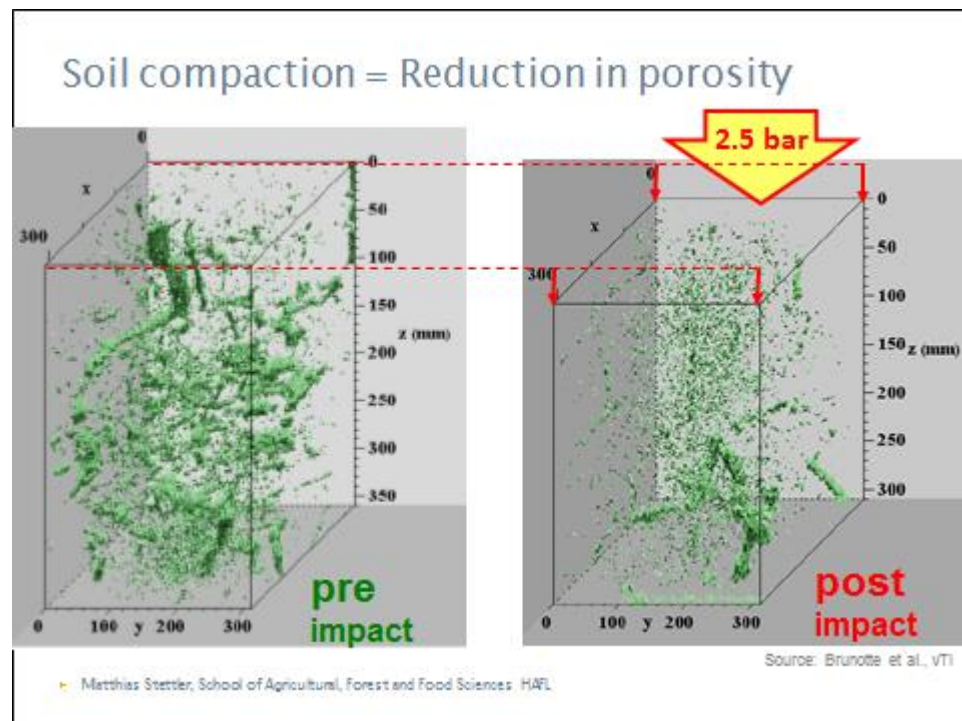 Soil compaction = Reduction in porosity
2.5 bar
0
x
300
0
50
100
150
z (mm)
200
250
300
350
0 100 y 200 300
pre
impact
0
x
300
0
50
100
150
z (mm)
200
250
300
0 100 y 200 300
post
impact
Source: Brunotte et al., vTI
Matthias Stettler, School of Agricultural, Forest and Food Sciences HAFL